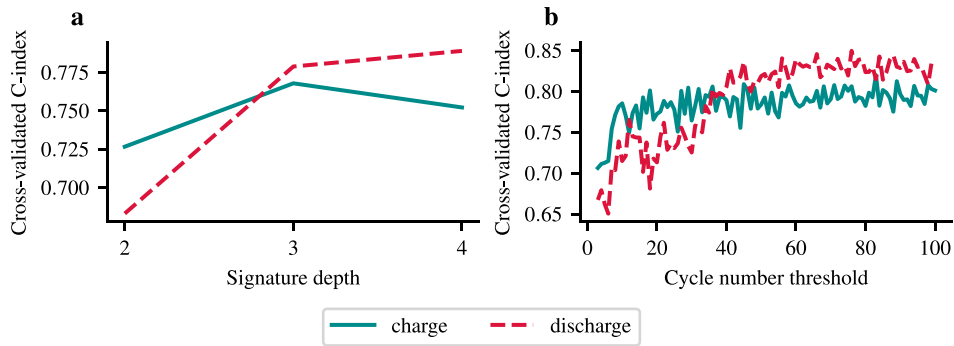 a
b
Cross-validated C-index
0.775
0.750
0.725
0.700
2
3
4
Signature depth
Cross-validated C-index
0.85
0.80
0.75
0.70
0.65
0
20
40
60
80
100
Cycle number threshold
charge
discharge